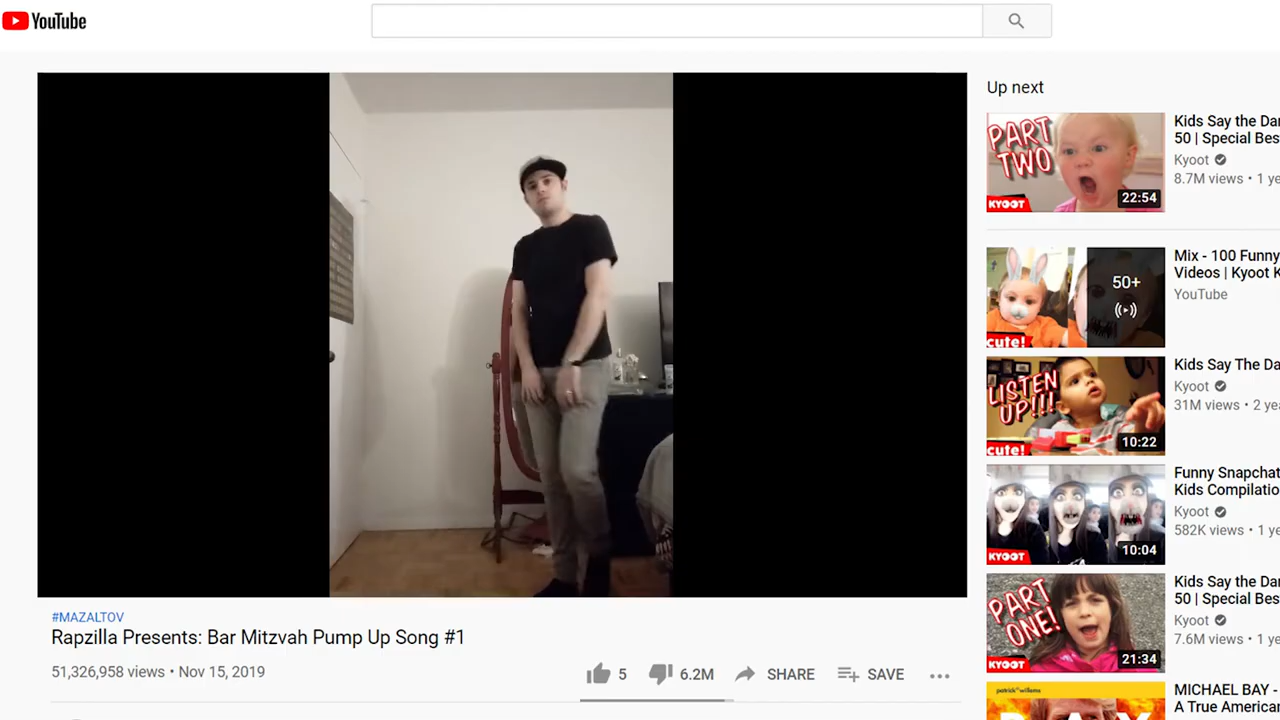 YouTube
Up next
PART
TWO
KYOOT
22:54
Kids Say the Dar
50 | Special Bes
Kyoot
8.7M views • 1 ye
50+
cute!
Mix - 100 Funny
Videos | Kyoot K
YouTube
LISTEN
UP!!!
cute!
10:22
Kids Say The Da
Kyoot
31M views • 2 yea
KYOOT
10:04
Funny Snapchat
Kids Compilatio
Kyoot
582K views • 1 ye
PART
ONE!
KYOOT
21:34
Kids Say the Dar
50 | Special Bes
Kyoot
7.6M views • 1 ye
patrick willems
MICHAEL BAY -
A True American
#MAZALTOV
Rapzilla Presents: Bar Mitzvah Pump Up Song #1
51,326,958 views • Nov 15, 2019
5
6.2M
SHARE
SAVE